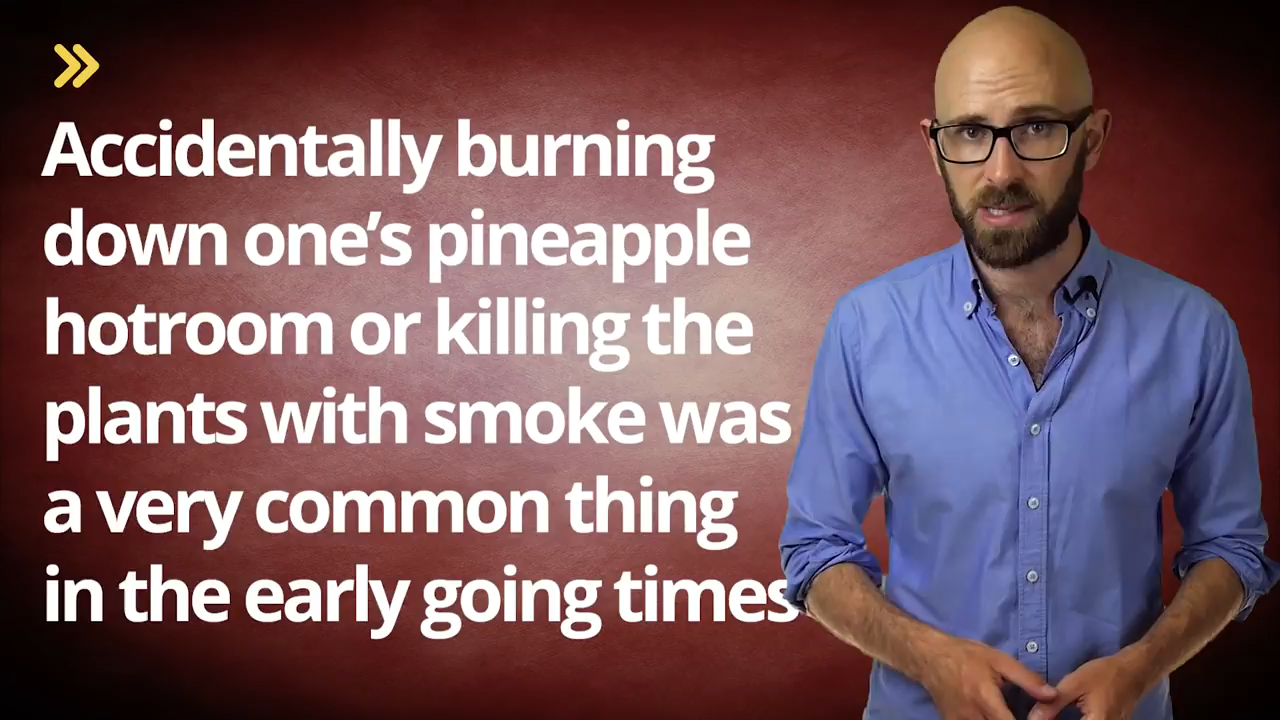 Accidentally burning
down one's pineapple
hotroom or killing the
plants with smoke was
a very common thing
in the early going times